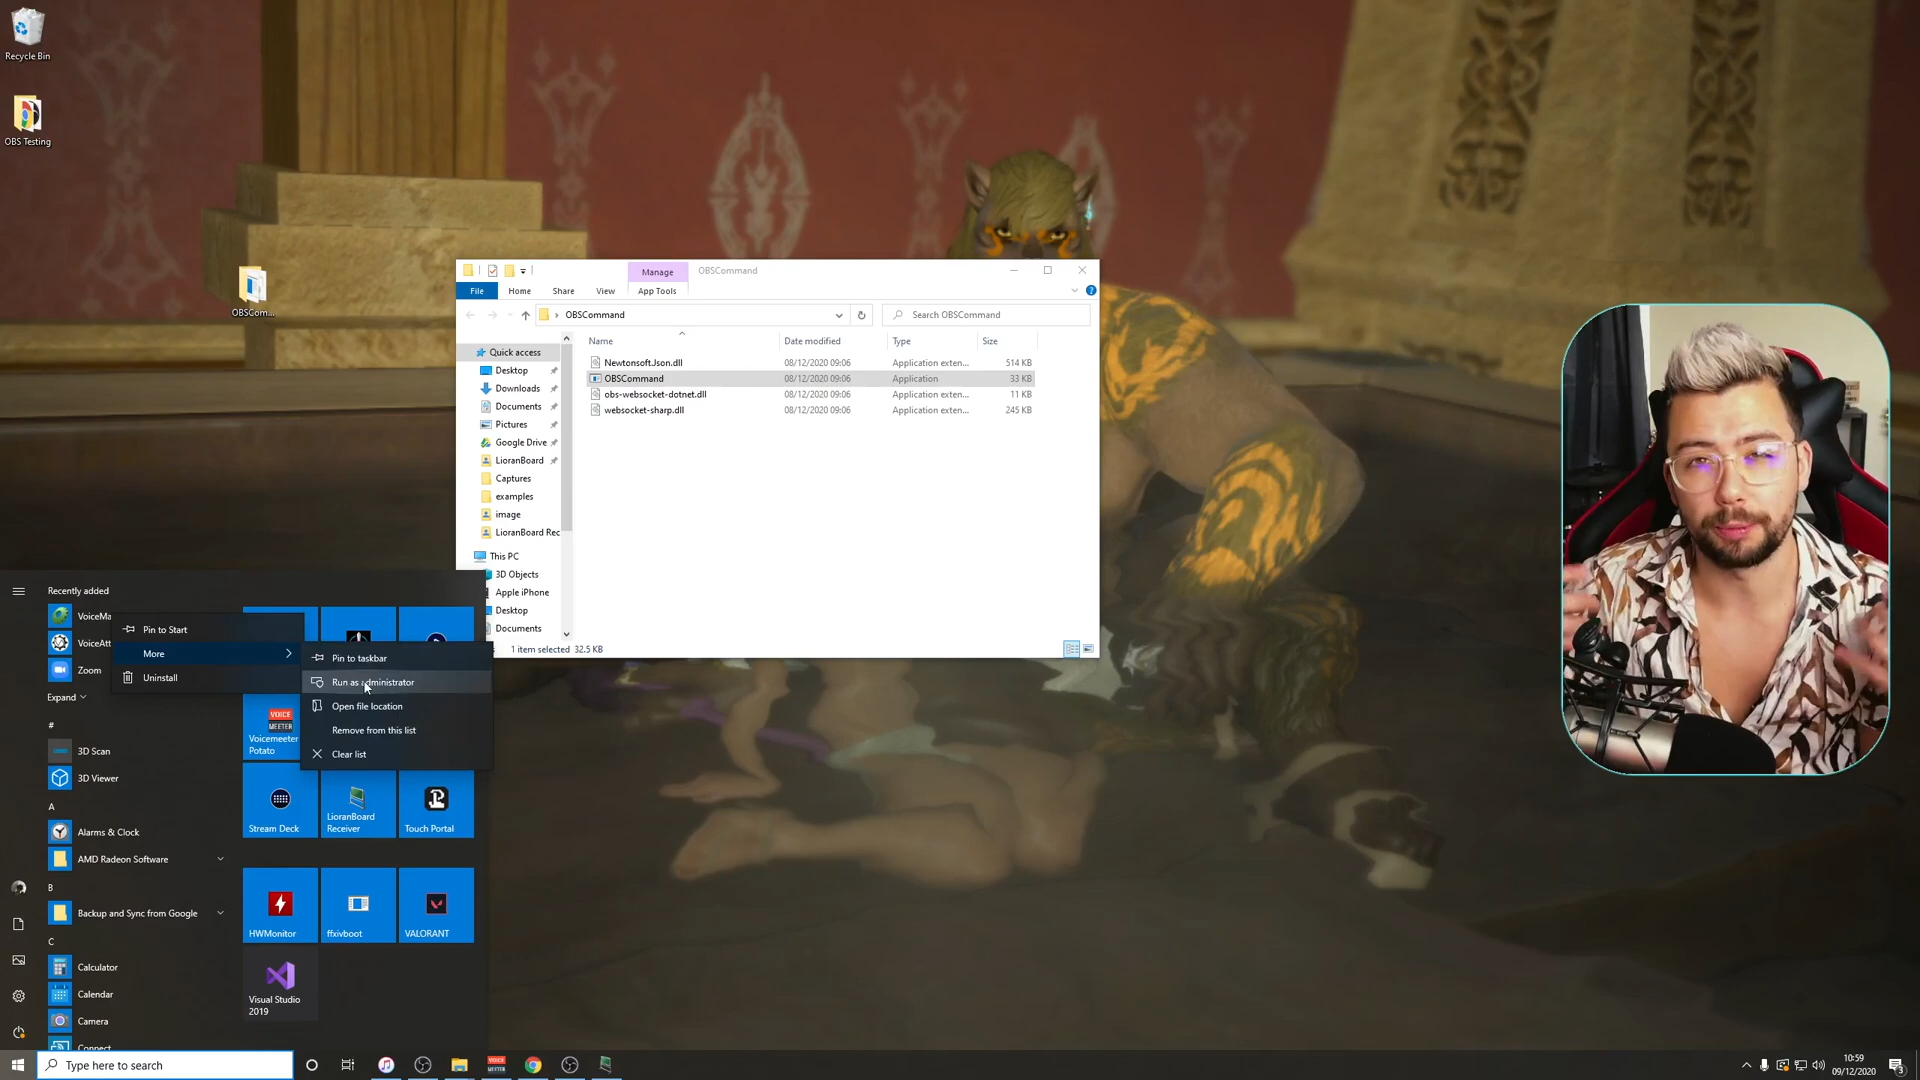 Recycle Bin
OBS Testing
OBSCom...
Manage
OBSCommand
File
Home
Share
View
App Tools
OBSCommand
Search OBSCommand
Name
Date modified
Type
Size
Newtonsoft.Json.dll
08/12/2020 09:06
Application exten...
514 KB
OBSCommand
08/12/2020 09:06
Application
33 KB
obs-websocket-dotnet.dll
08/12/2020 09:06
Application exten...
11 KB
websocket-sharp.dll
08/12/2020 09:06
Application exten...
245 KB
Quick access
Desktop
Downloads
Documents
Pictures
Google Drive
LioranBoard
Captures
examples
image
LioranBoard Rec
This PC
3D Objects
Apple iPhone
Desktop
Documents
1 item selected 32.5 KB
Recently added
VoiceMa
VoiceAtt
Zoom
Expand
Pin to Start
More
Uninstall
Pin to taskbar
Run as administrator
Open file location
Remove from this list
Clear list
#
3D Scan
3D Viewer
A
Alarms & Clock
AMD Radeon Software
B
Backup and Sync from Google
C
Calculator
Calendar
Camera
Connect
VOICE
MEETER
Voicemeeter
Potato
Stream Deck
LioranBoard
Receiver
Touch Portal
HWMonitor
ffxivboot
VALORANT
Visual Studio
2019
Type here to search
VOICE
MEETER
10:59
09/12/2020
3